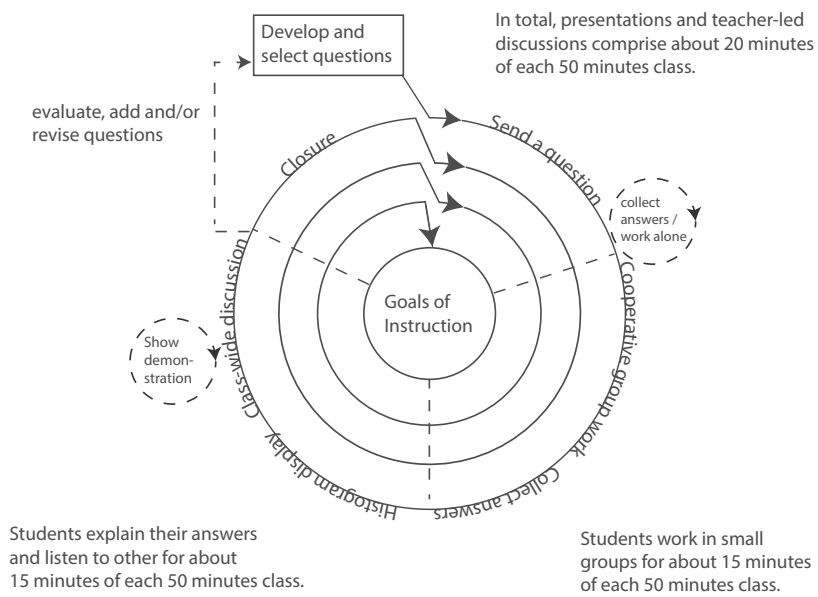 Develop and
select questions
In total, presentations and teacher-led
discussions comprise about 20 minutes
of each 50 minutes class.
evaluate, add and/or
revise questions
Closure
Send a question
collect
answers /
work alone
Cooperative group work
Goals of
Instruction
Class-wide discussion
Show
demon-
stration
Histogram display
Collect answers
Students explain their answers
and listen to other for about
15 minutes of each 50 minutes class.
Students work in small
groups for about 15 minutes
of each 50 minutes class.